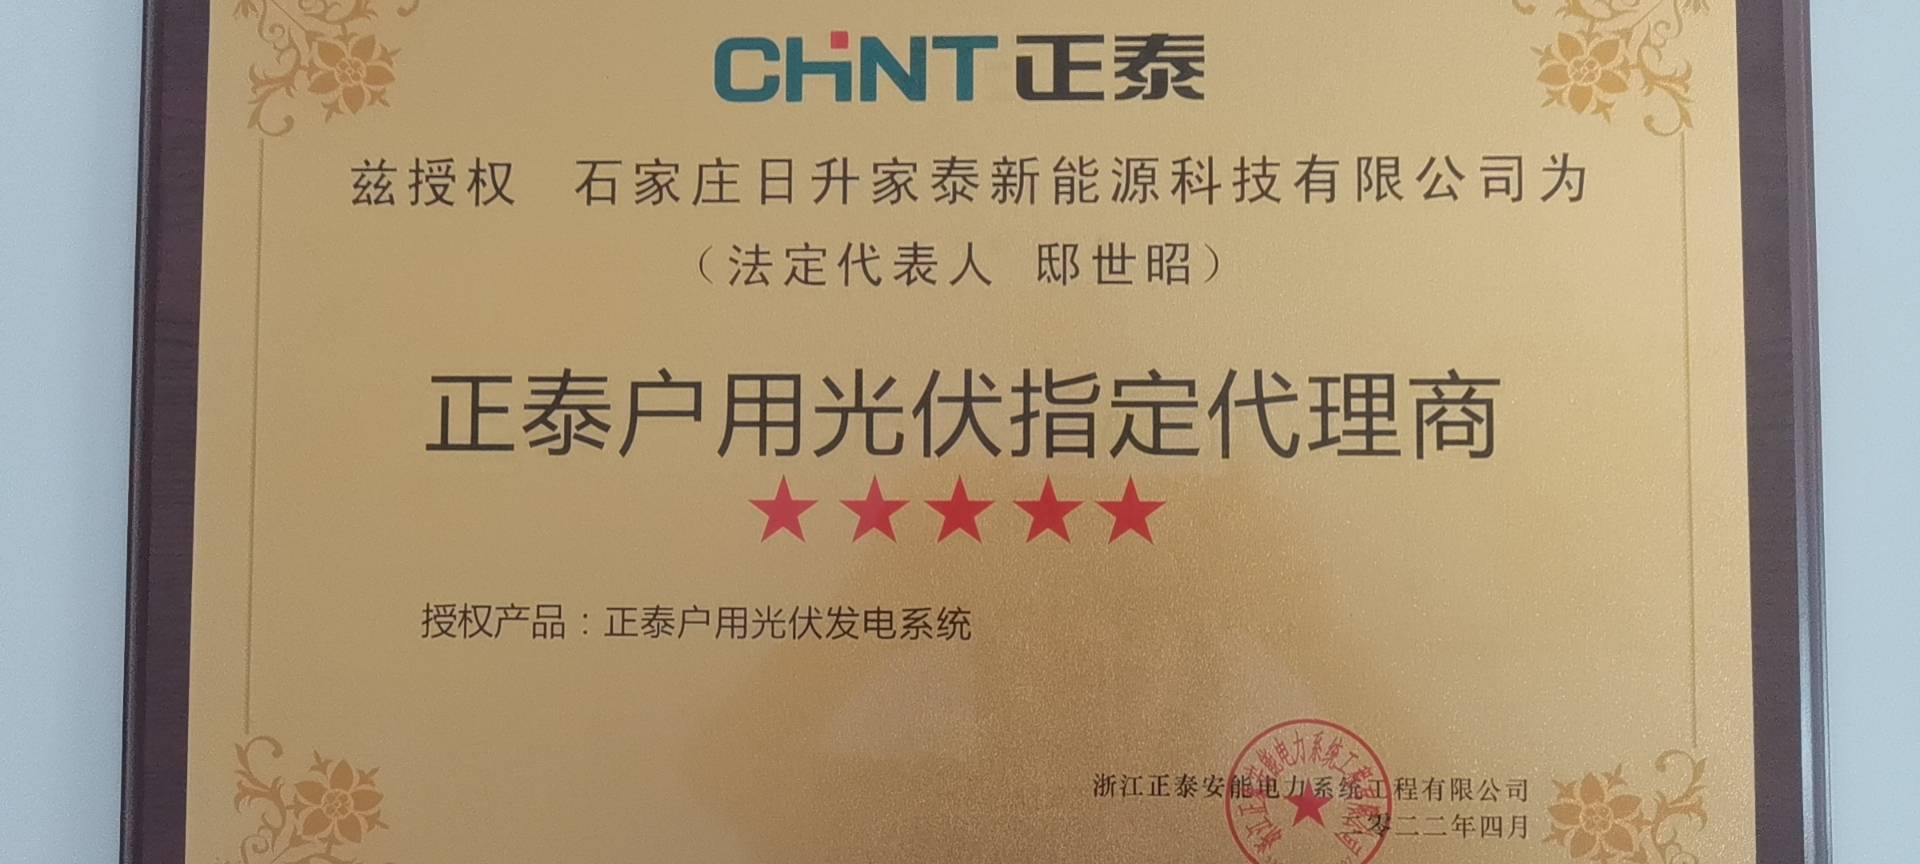 CHNT 正泰
兹授权 石家庄日升家泰新能源科技有限公司为
（法定代表人 邸世昭）
正泰户用光伏指定代理商
授权产品：正泰户用光伏发电系统
浙江正泰安能电力系统工程有限公司
零二二年四月